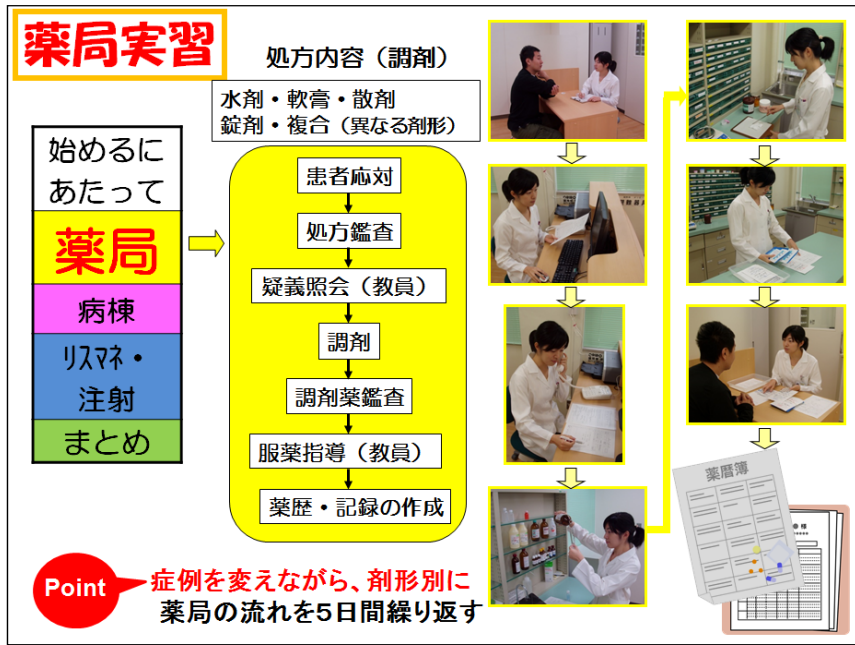 薬局実習
処方内容（調剤）
水剤・軟膏・散剤
錠剤・複合（異なる剤形）
始めるに
あたって
薬局
病棟
ﾘｽﾏﾈ・
注射
まとめ
患者応対
処方鑑査
疑義照会（教員）
調剤
調剤薬鑑査
服薬指導（教員）
薬歴・記録の作成
薬暦簿
様
Point
症例を変えながら、剤形別に
薬局の流れを５日間繰り返す